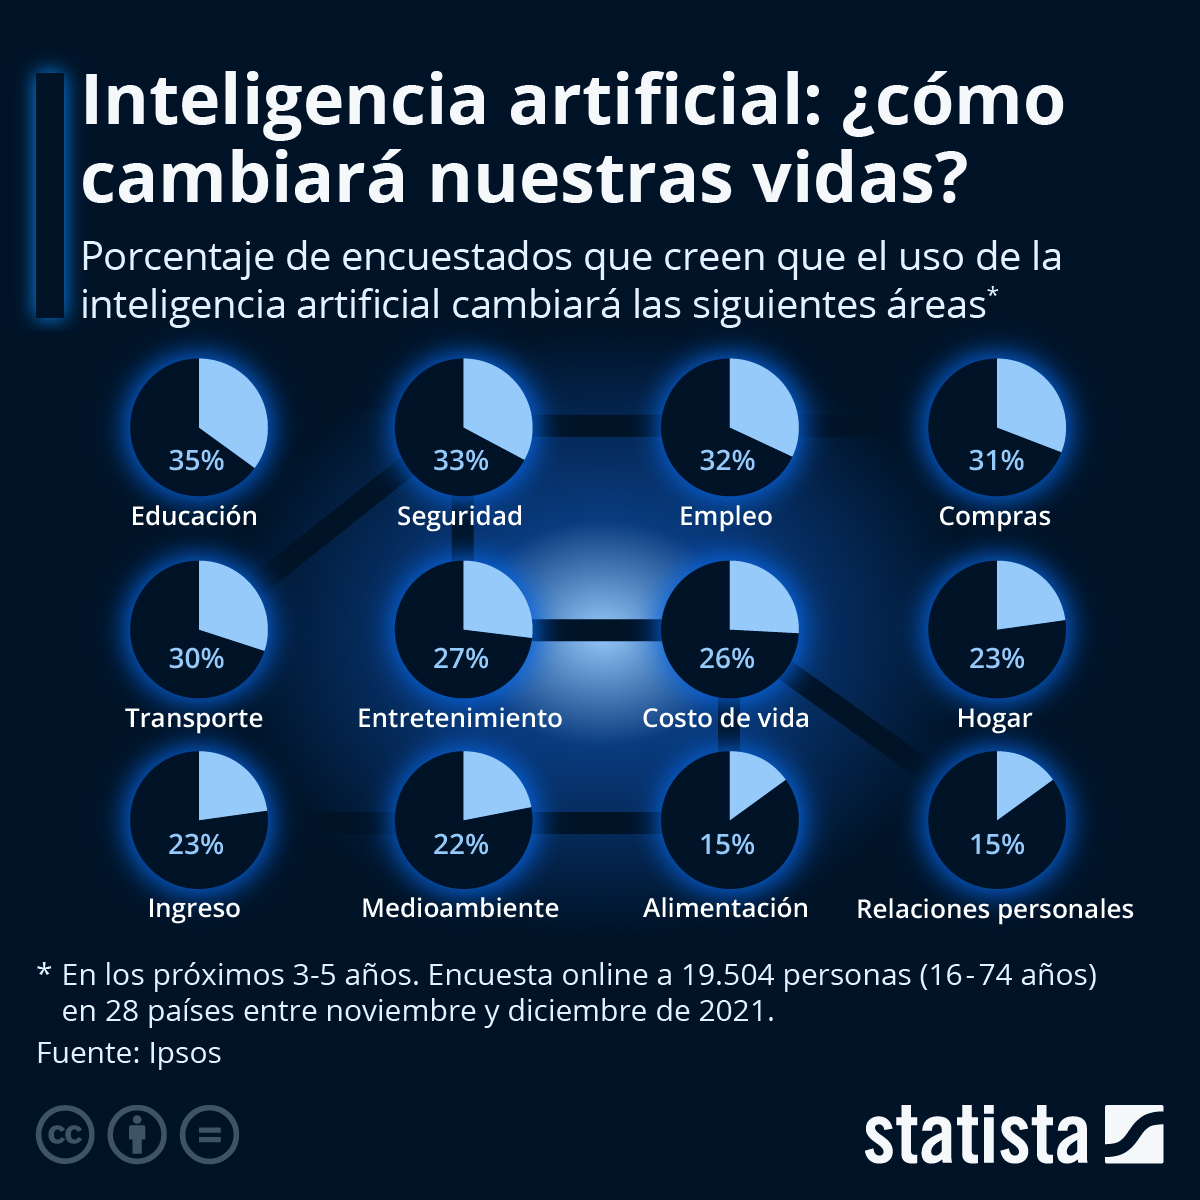 Inteligencia artificial: ¿cómo
cambiará nuestras vidas?
Porcentaje de encuestados que creen que el uso de la
inteligencia artificial cambiará las siguientes áreas*
35%
33%
32%
31%
Educación
Seguridad
Empleo
Compras
30%
27%
26%
23%
Transporte
Entretenimiento
Costo de vida
Hogar
23%
22%
15%
15%
Ingreso
Medioambiente
Alimentación
Relaciones personales
* En los próximos 3-5 años. Encuesta online a 19.504 personas (16-74 años)
en 28 países entre noviembre y diciembre de 2021.
Fuente: Ipsos
cc
statista